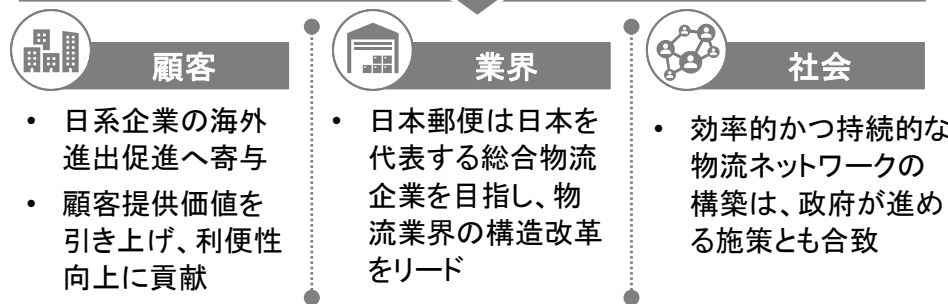 顧客
• 日系企業の海外
進出促進へ寄与
• 顧客提供価値を
引き上げ、利便性
向上に貢献
業界
• 日本郵便は日本を
代表する総合物流
企業を目指し、物
流業界の構造改革
をリード
社会
• 効率的かつ持続的な
物流ネットワークの
構築は、政府が進め
る施策とも合致